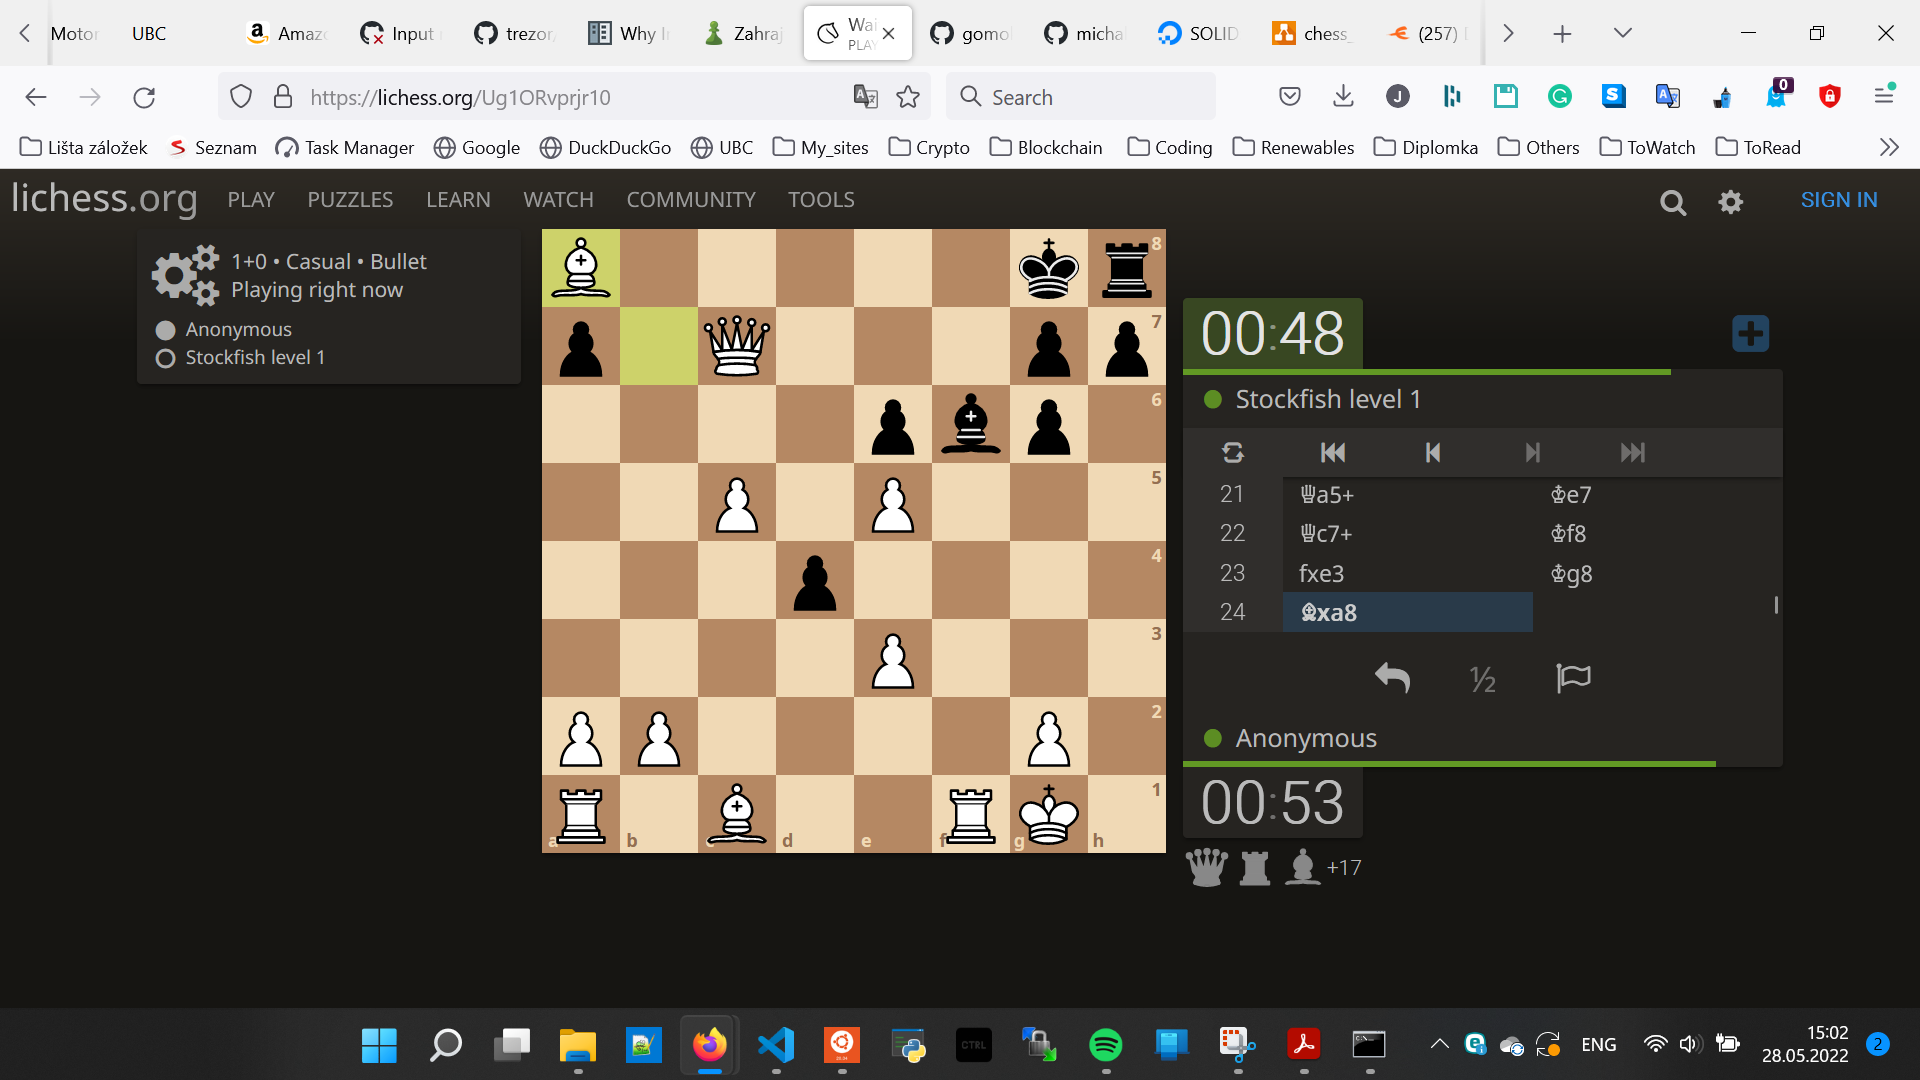 Motor UBC Amaz Input trezor, Why I Zahraj Wai gomo micha SOLID chess_ (257)
PLAY
https://lichess.org/Ug1ORvprjr10 Search
0
Lišta záložek Seznam Task Manager Google DuckDuckGo UBC My_sites Crypto Blockchain Coding Renewables Diplomka Others ToWatch ToRead
lichess.org PLAY PUZZLES LEARN WATCH COMMUNITY TOOLS SIGN IN
1+0 • Casual • Bullet
Playing right now
Anonymous
Stockfish level 1
8
7
6
5
4
3
2
1
a b c d e f g h
00:48
Stockfish level 1
21 ♕a5+ ♔e7
22 ♕c7+ ♔f8
23 fxe3 ♔g8
24 ♗xa8
½
Anonymous
00:53
+17
CTRL
ENG
15:02
28.05.2022
2